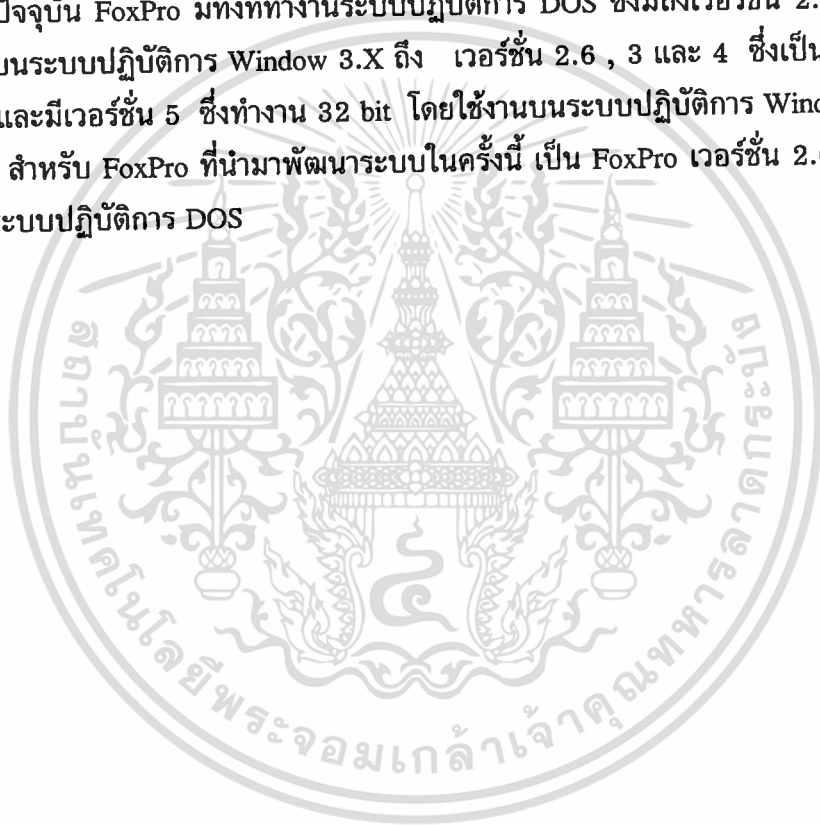 ปัจจุบัน FoxPro มีทั้งที่ทำงานระบบปฏิบัติการ DOS ซึ่งมีถึงเวอร์ชั่น 2.
บนระบบปฏิบัติการ Window 3.X ถึง เวอร์ชั่น 2.6 , 3 และ 4 ซึ่งเป็น
และมีเวอร์ชั่น 5 ซึ่งทำงาน 32 bit โดยใช้งานบนระบบปฏิบัติการ Wind
สำหรับ FoxPro ที่นำมาพัฒนาระบบในครั้งนี้ เป็น FoxPro เวอร์ชั่น 2.
ระบบปฏิบัติการ DOS
สถาบันเทคโนโลยีพระจอมเกล้าเจ้าคุณทหารลาดกระบัง